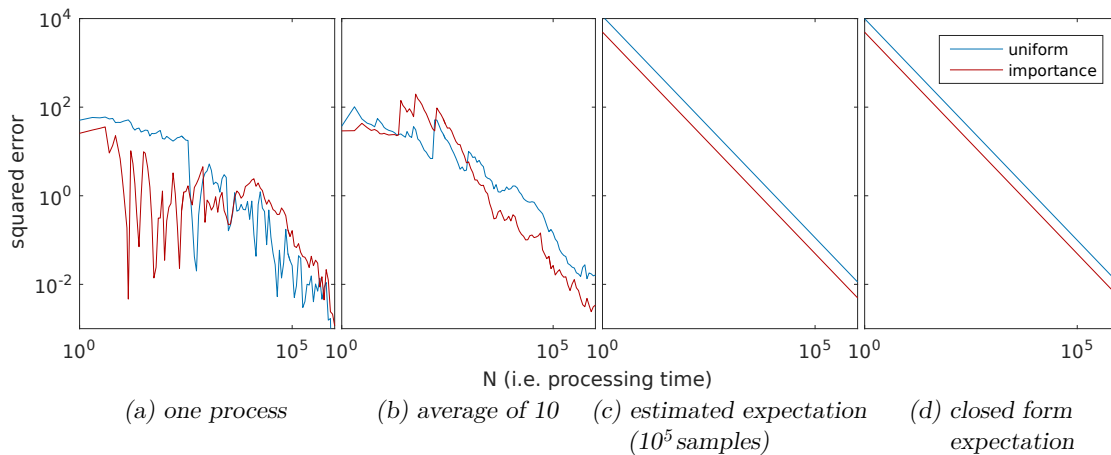 10^4
10^2
10^0
10^-2
squared error
uniform
importance
10^0 10^5 10^0 10^5 10^0 10^5 10^0 10^5
N (i.e. processing time)
(a) one process (b) average of 10 (c) estimated expectation (d) closed form
(10^5 samples) expectation